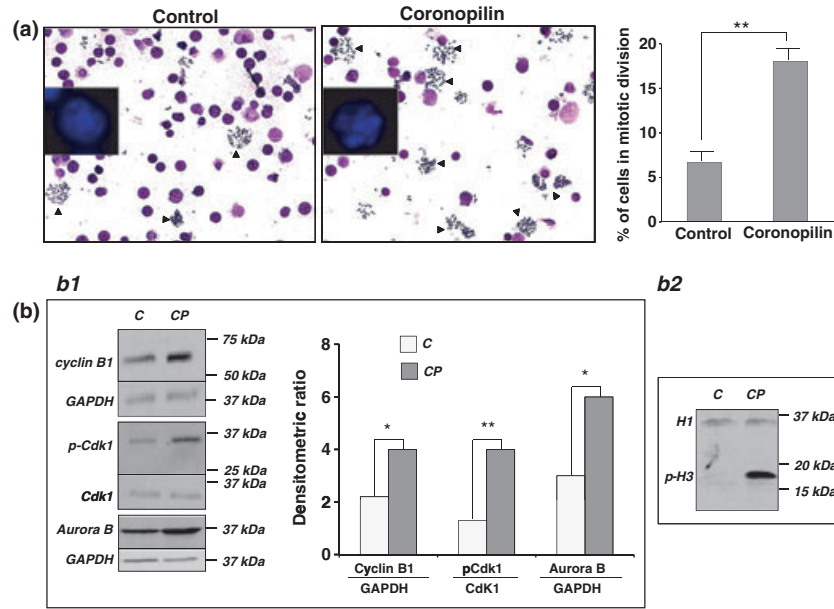 (a)
Control
Coronopilin
**
20
15
10
5
0
% of cells in mitotic division
Control
Coronopilin
b1
b2
(b)
C CP
cyclin B1
75 kDa
50 kDa
GAPDH
37 kDa
p-Cdk1
37 kDa
25 kDa
Cdk1
37 kDa
Aurora B
37 kDa
GAPDH
37 kDa
Densitometric ratio
8
6
4
2
0
C
CP
*
**
*
Cyclin B1
GAPDH
pCdk1
CdK1
Aurora B
GAPDH
C CP
H1
37 kDa
p-H3
20 kDa
15 kDa